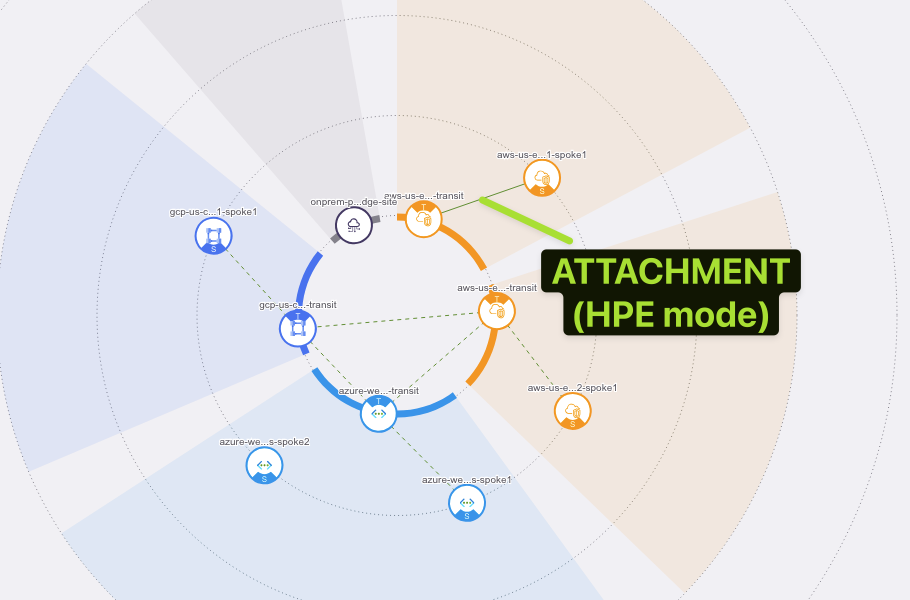 aws-us-e...1-spoke1
S
onprem-p...dge-site
aws-us-e...-transit
T
gcp-us-c...1-spoke1
S
ATTACHMENT
(HPE mode)
aws-us-e...-transit
T
gcp-us-c...-transit
T
azure-we...-transit
T
aws-us-e...2-spoke1
S
azure-we...s-spoke2
S
azure-we...s-spoke1
S